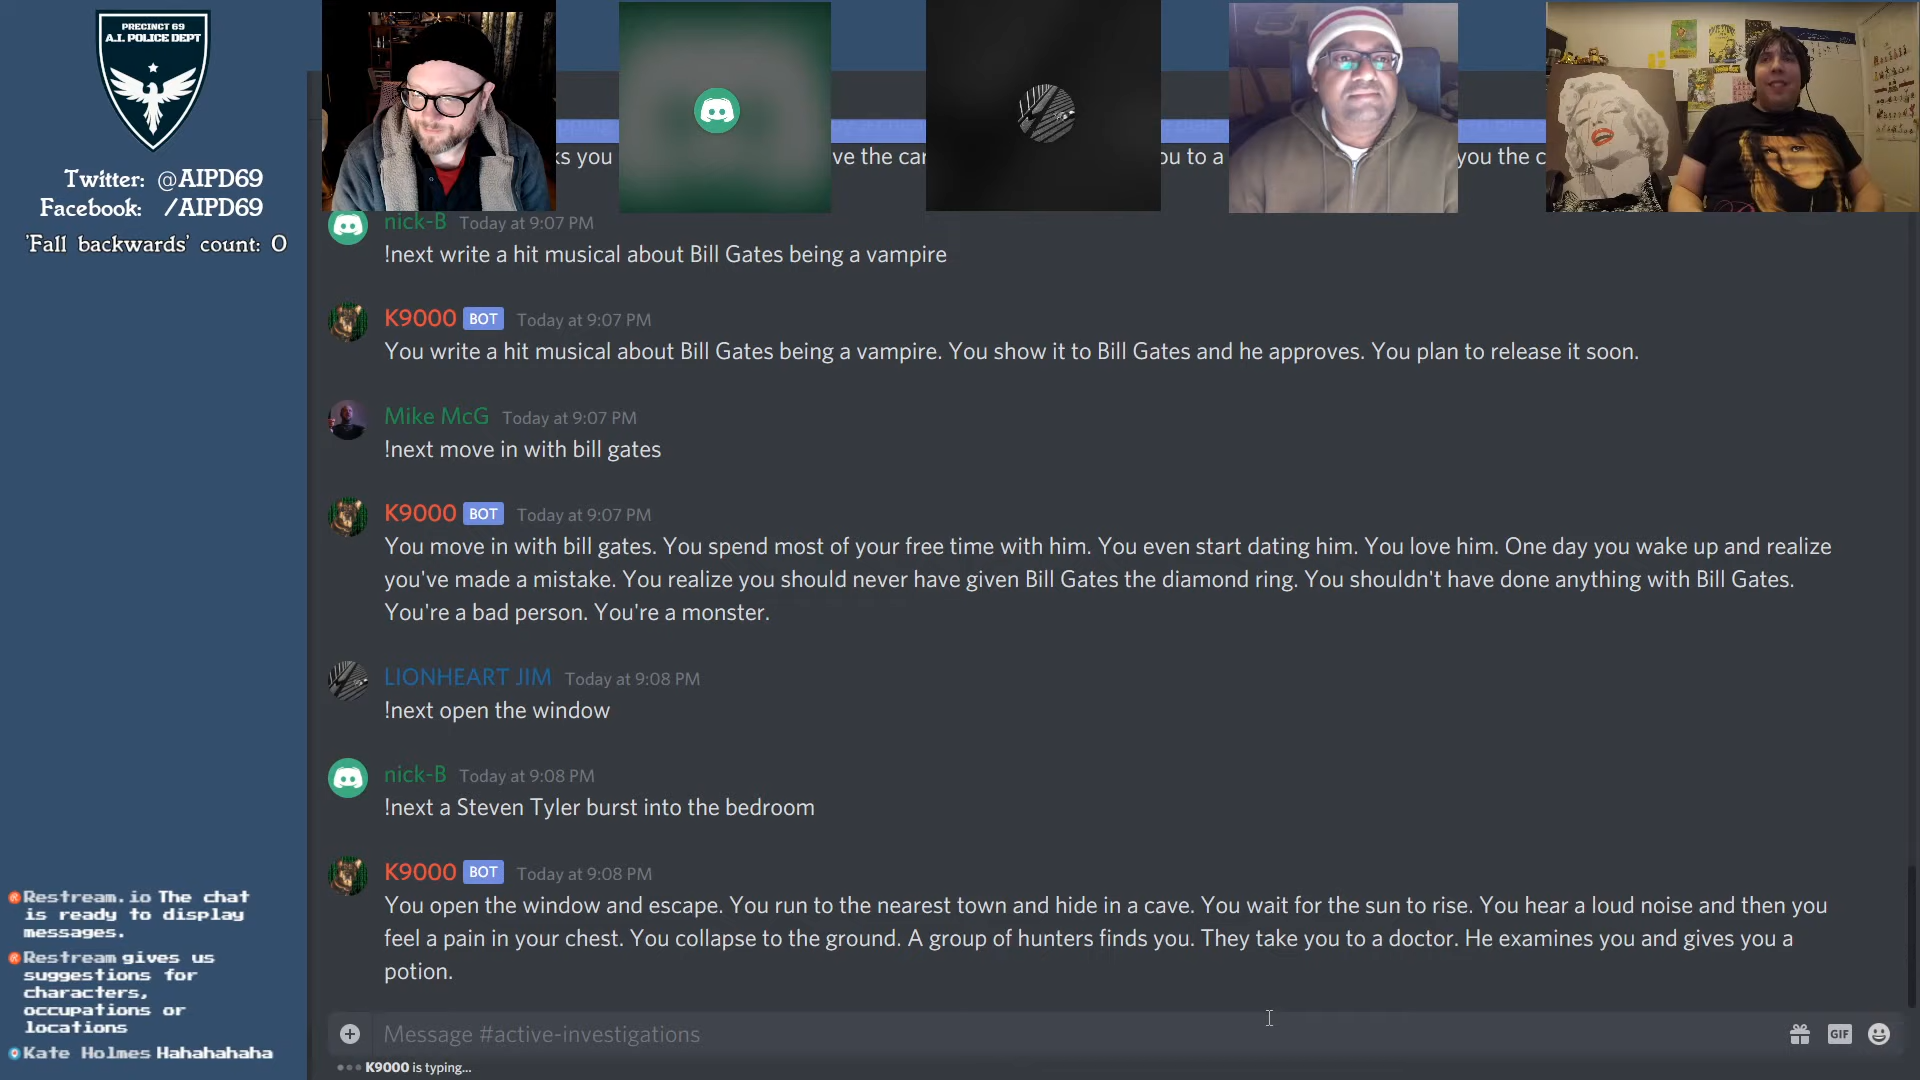 PRECINCT 69
A.I. POLICE DEPT
Twitter: @AIPD69
Facebook: /AIPD69
'Fall backwards' count: 0
ks you
ve the car
ou to a
you the c
nick-B Today at 9:07 PM
!next write a hit musical about Bill Gates being a vampire
K9000 BOT Today at 9:07 PM
You write a hit musical about Bill Gates being a vampire. You show it to Bill Gates and he approves. You plan to release it soon.
Mike McG Today at 9:07 PM
!next move in with bill gates
K9000 BOT Today at 9:07 PM
You move in with bill gates. You spend most of your free time with him. You even start dating him. You love him. One day you wake up and realize
you've made a mistake. You realize you should never have given Bill Gates the diamond ring. You shouldn't have done anything with Bill Gates.
You're a bad person. You're a monster.
LIONHEART JIM Today at 9:08 PM
!next open the window
nick-B Today at 9:08 PM
!next a Steven Tyler burst into the bedroom
K9000 BOT Today at 9:08 PM
You open the window and escape. You run to the nearest town and hide in a cave. You wait for the sun to rise. You hear a loud noise and then you
feel a pain in your chest. You collapse to the ground. A group of hunters finds you. They take you to a doctor. He examines you and gives you a
potion.
Message #active-investigations
GIF
K9000 is typing...
Restream.io The chat
is ready to display
messages.
Restream gives us
suggestions for
characters,
occupations or
locations
Kate Holmes Hahahahaha